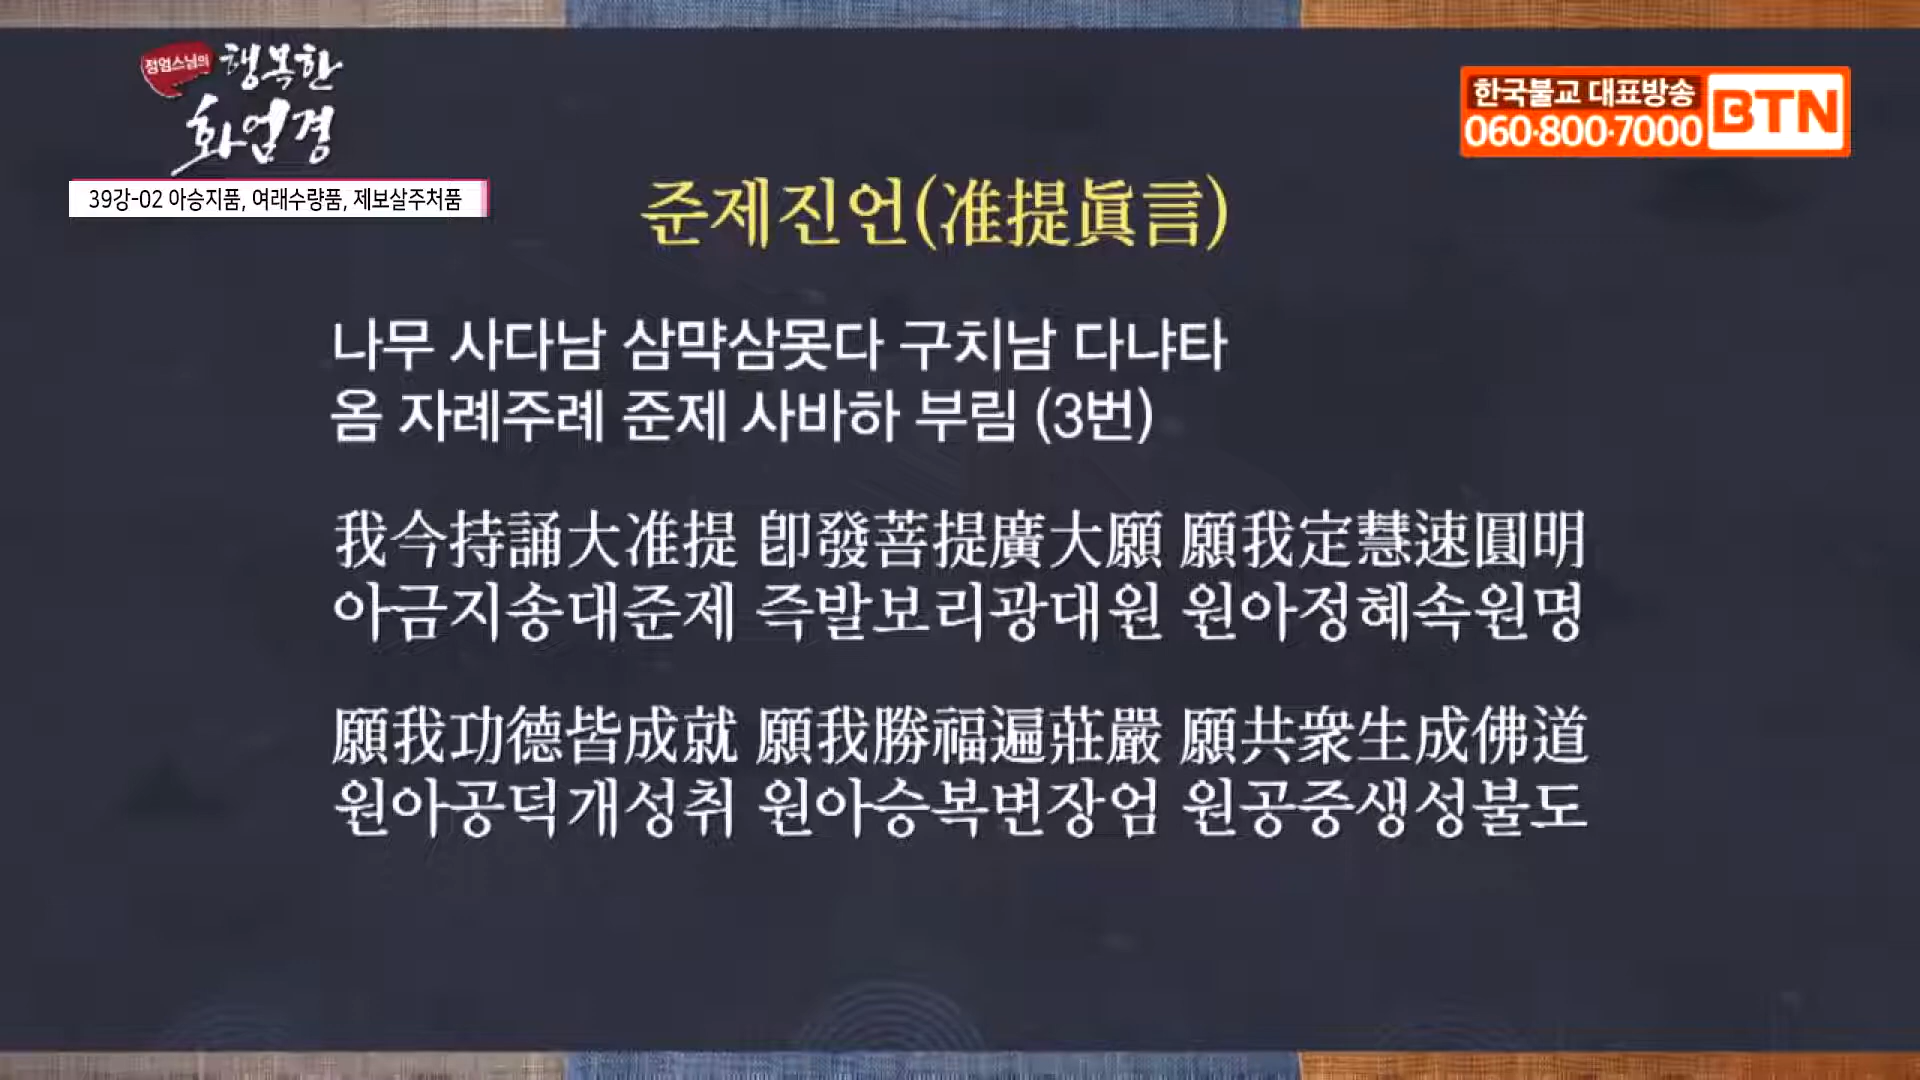 정엄스님의 행복한
화엄경
한국불교 대표방송 BTN
060·800·7000
39강-02 아승지품, 여래수량품, 제보살주처품
준제진언(准提眞言)
나무 사다남 삼먁삼못다 구치남 다냐타
옴 자례주례 준제 사바하 부림 (3번)
我今持誦大准提 卽發菩提廣大願 願我定慧速圓明
아금지송대준제 즉발보리광대원 원아정혜속원명
願我功德皆成就 願我勝福遍莊嚴 願共衆生成佛道
원아공덕개성취 원아승복변장엄 원공중생성불도